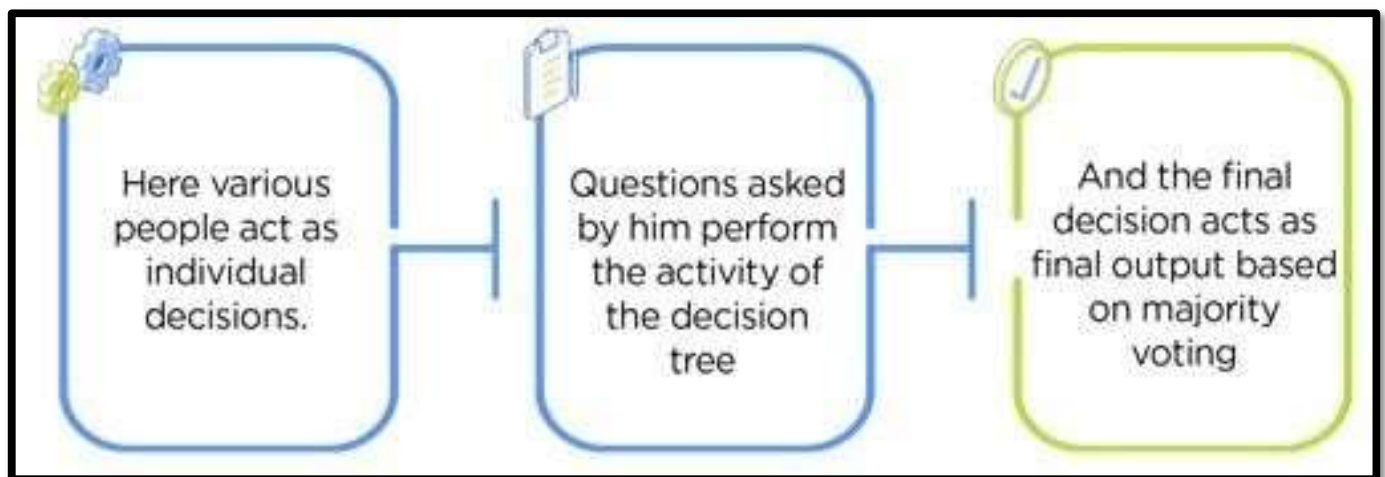 Here various
people act as
individual
decisions.
Questions asked
by him perform
the activity of
the decision
tree
And the final
decision acts as
final output based
on majority
voting